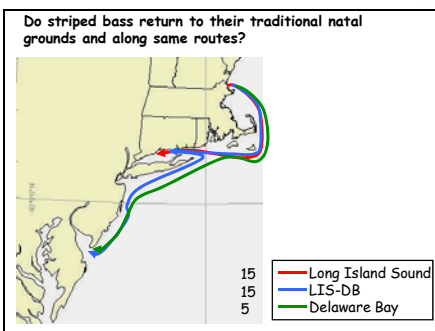 Do striped bass return to their traditional natal
grounds and along same routes?
15 Long Island Sound
15 LIS-DB
5 Delaware Bay